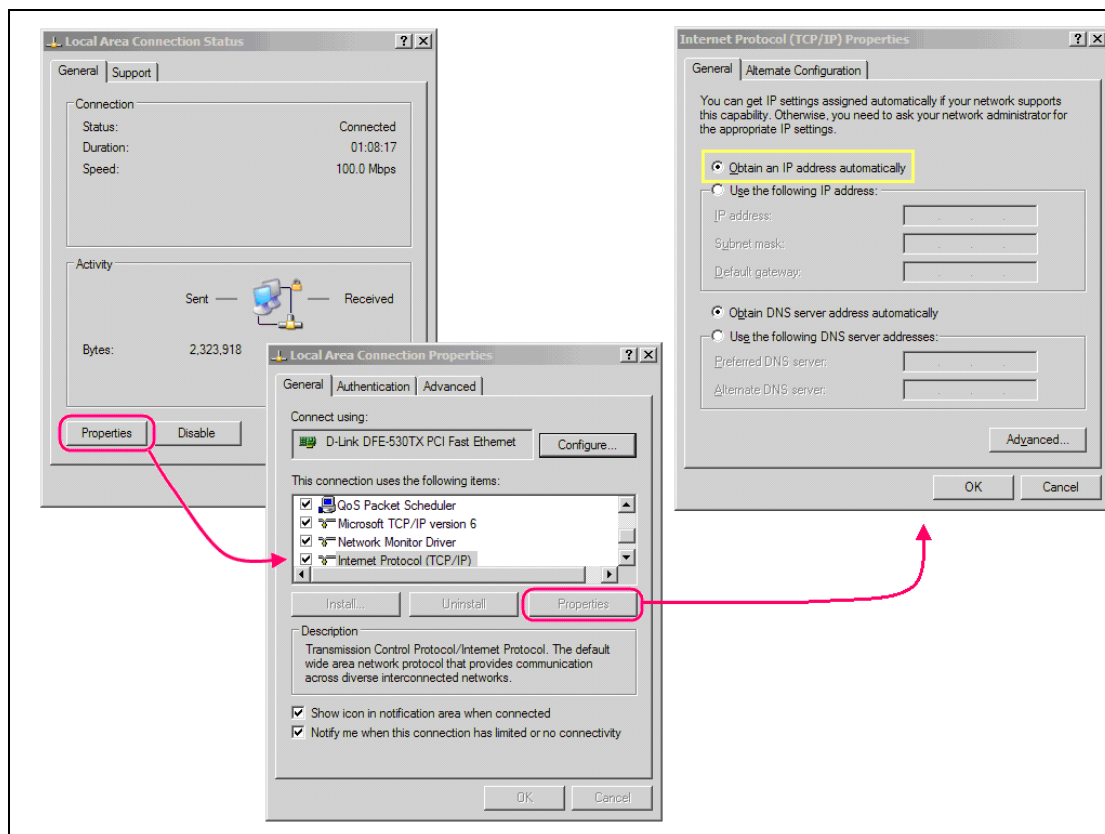 Local Area Connection Status
General
Support
Connection
Status: Connected
Duration: 01:08:17
Speed: 100.0 Mbps
Activity
Sent
Received
Bytes: 2,323,918
Properties
Disable
Local Area Connection Properties
General
Authentication
Advanced
Connect using:
D-Link DFE-530TX PCI Fast Ethernet
Configure...
This connection uses the following items:
QoS Packet Scheduler
Microsoft TCP/IP version 6
Network Monitor Driver
Internet Protocol (TCP/IP)
Install...
Uninstall
Properties
Description
Transmission Control Protocol/Internet Protocol. The default
wide area network protocol that provides communication
across diverse interconnected networks.
Show icon in notification area when connected
Notify me when this connection has limited or no connectivity
OK
Cancel
Internet Protocol (TCP/IP) Properties
General
Alternate Configuration
You can get IP settings assigned automatically if your network supports
this capability. Otherwise, you need to ask your network administrator for
the appropriate IP settings.
Obtain an IP address automatically
Use the following IP address:
IP address:
Subnet mask:
Default gateway:
Obtain DNS server address automatically
Use the following DNS server addresses:
Preferred DNS server:
Alternate DNS server:
Advanced...
OK
Cancel